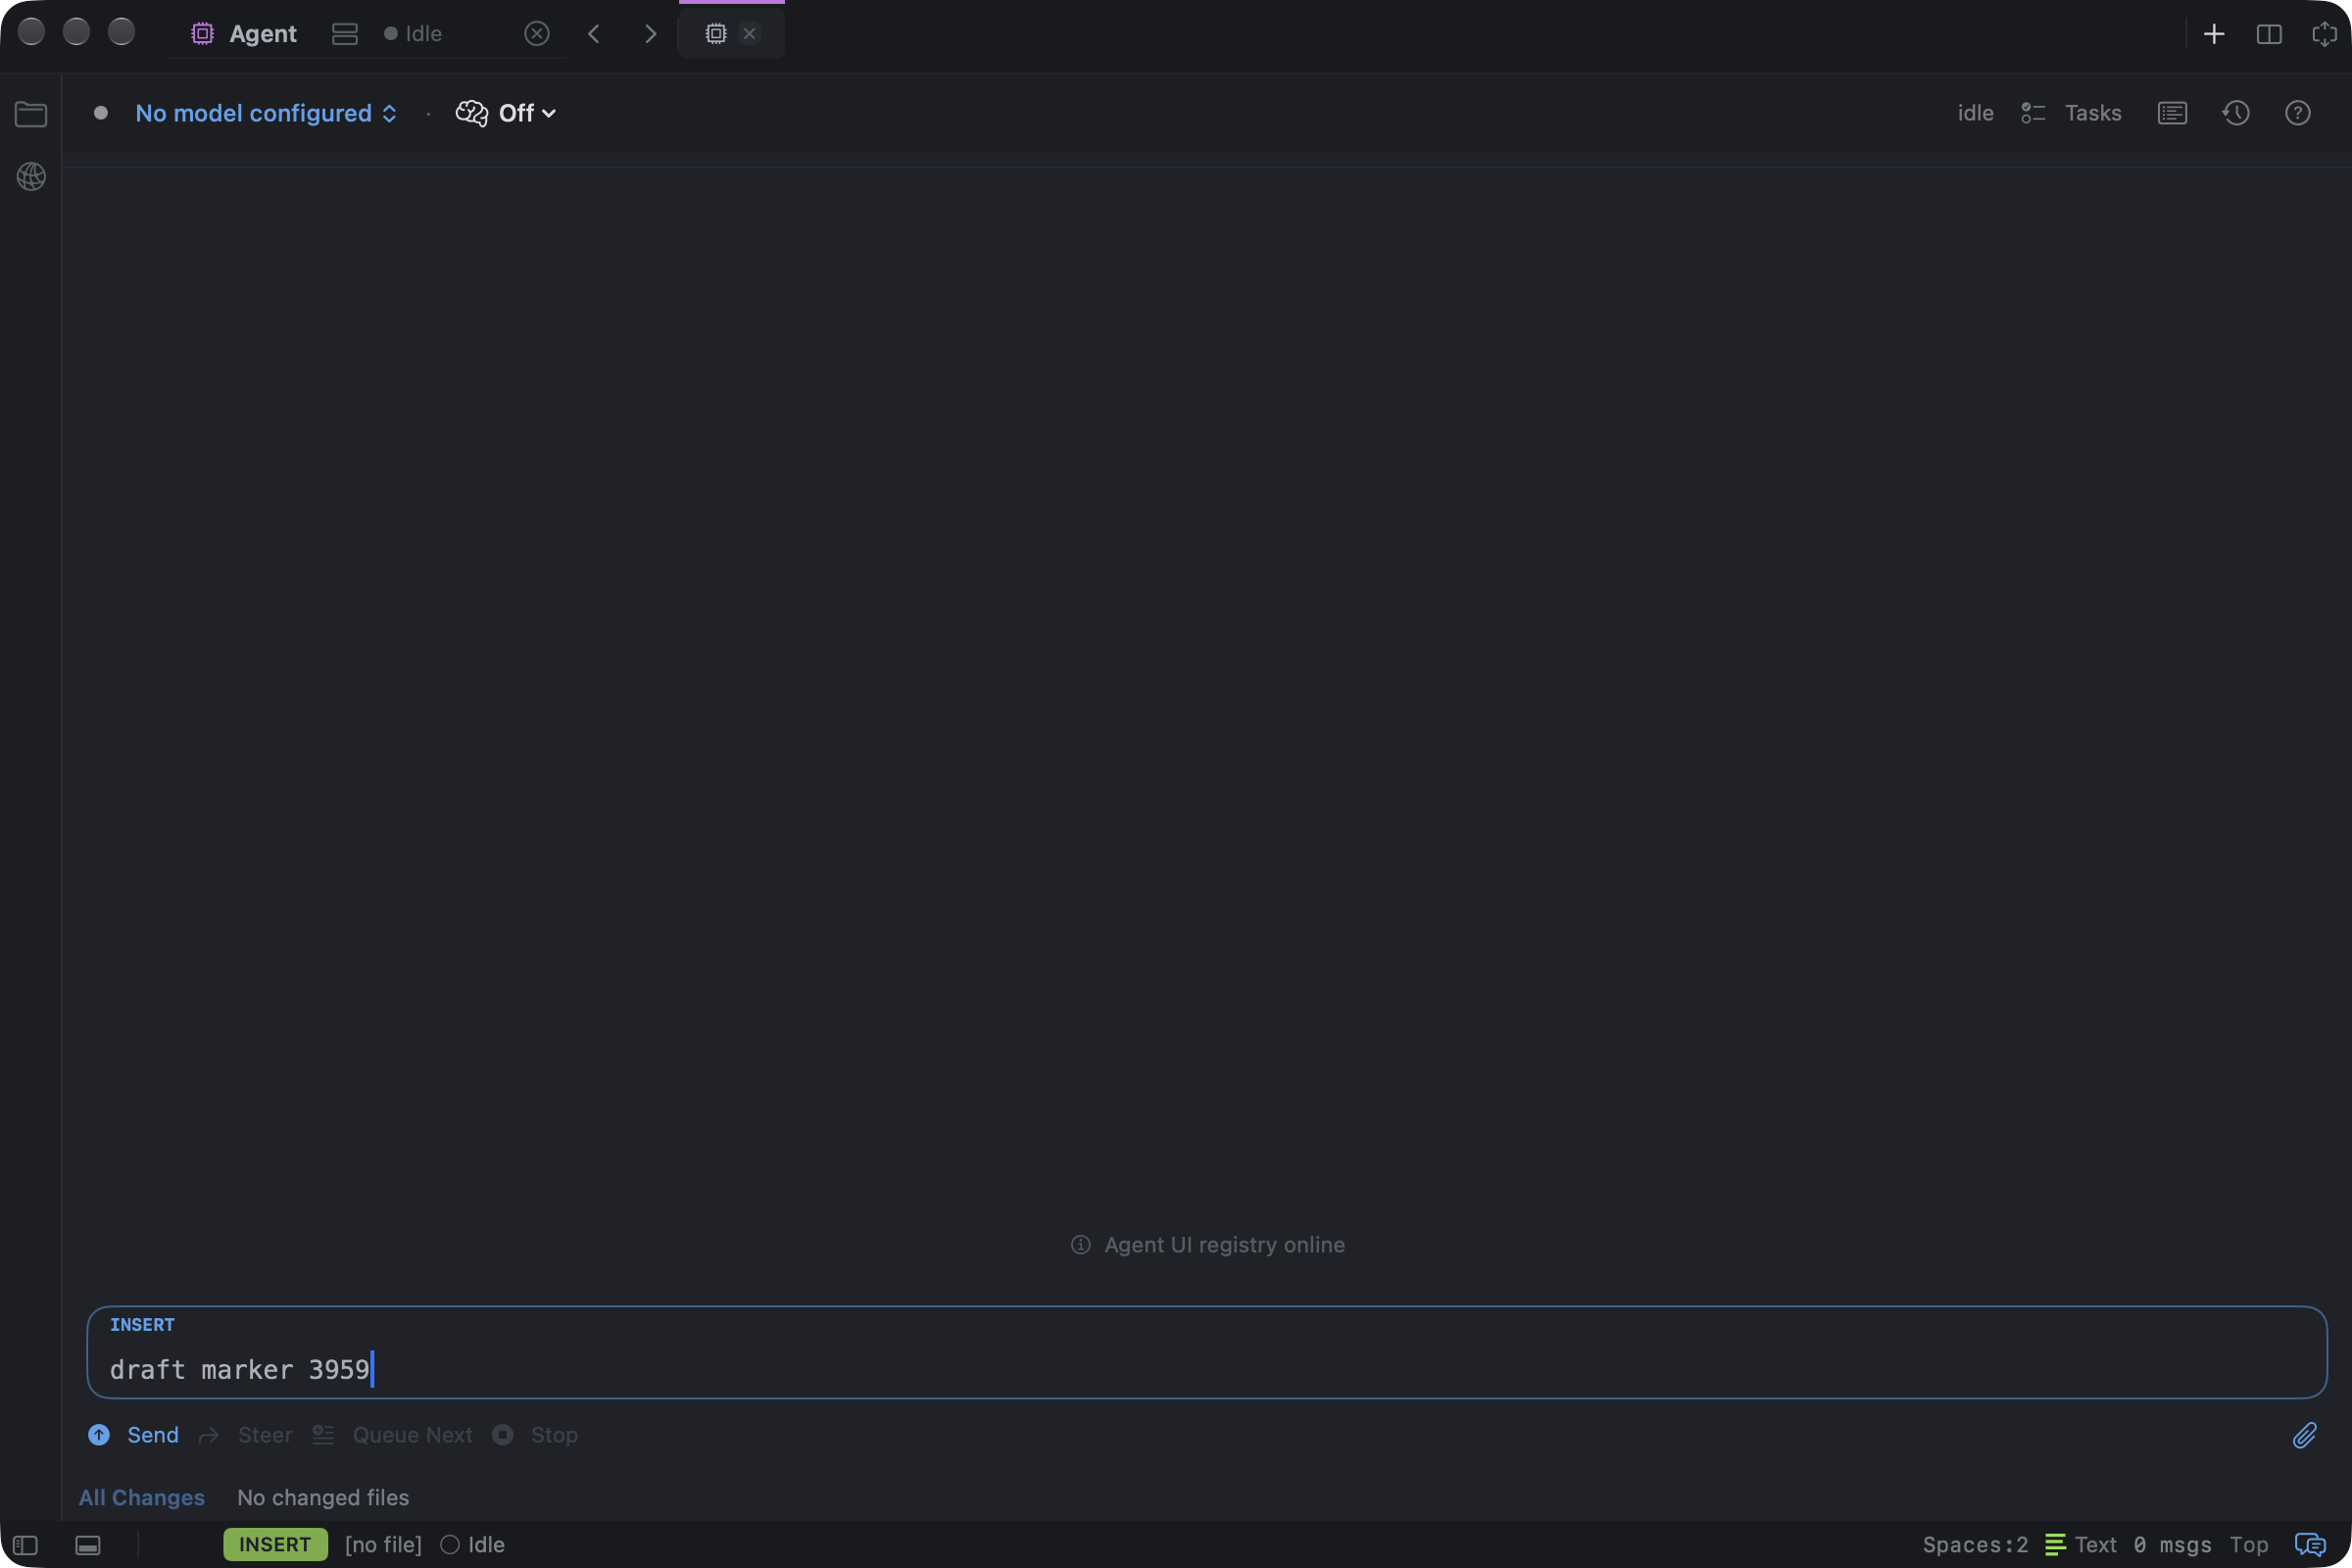 Agent Idle
No model configured Off idle Tasks
Agent UI registry online
INSERT
draft marker 3959
Send Steer Queue Next Stop
All Changes No changed files
INSERT [no file] Idle Spaces:2 Text 0 msgs Top